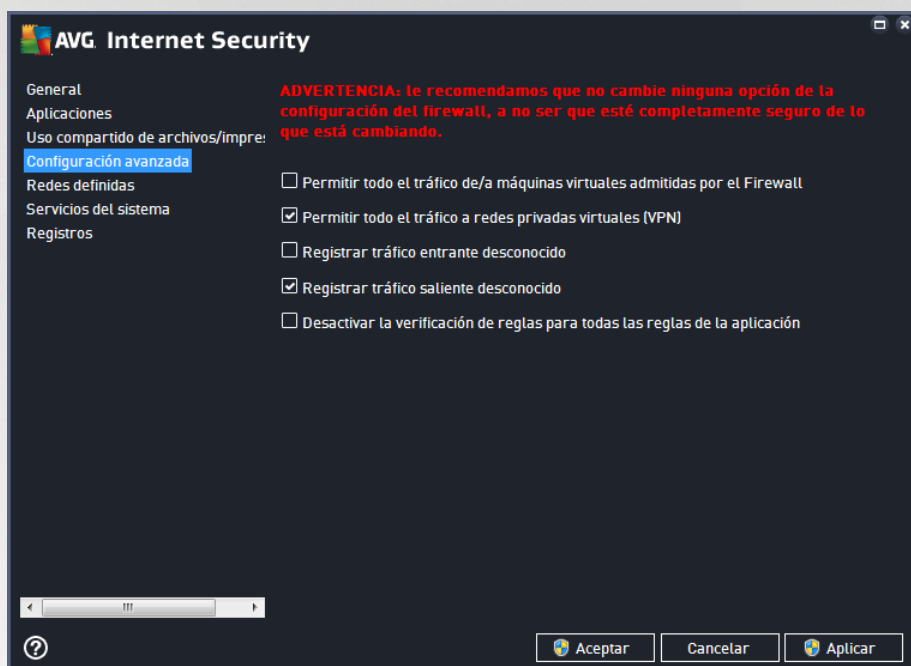 AVG Internet Security
General
Aplicaciones
Uso compartido de archivos/impre
Configuración avanzada
Redes definidas
Servicios del sistema
Registros
ADVERTENCIA: le recomendamos que no cambie ninguna opción de la
configuración del firewall, a no ser que esté completamente seguro de lo
que está cambiando.
Permitir todo el tráfico de/a máquinas virtuales admitidas por el Firewall
Permitir todo el tráfico a redes privadas virtuales (VPN)
Registrar tráfico entrante desconocido
Registrar tráfico saliente desconocido
Desactivar la verificación de reglas para todas las reglas de la aplicación
Aceptar
Cancelar
Aplicar